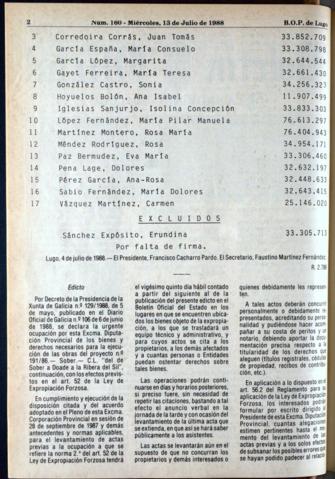 2 Num. 160 - Miércoles, 13 de Julio de 1988 B.O.P. de Lugo
3 Corredoira Corrás, Juan Tomás 33.852.709
4 García España, María Consuelo 33.308.798
5 García López, Margarita 32.644.544
6 Gayet Ferreira, María Teresa 32.661.430
7 González Castro, Sonia 34.256.323
8 Hoyuelos Bolón, Ana Isabel 11.907.499
9 Iglesias Sanjurjo, Isolina Concepción 33.833.303
10 López Fernández, María Pilar Manuela 76.613.297
11 Martínez Montero, Rosa María 76.404.943
12 Méndez Rodríguez, Rosa 34.954.171
13 Paz Bermudez, Eva María 33.306.460
14 Pena Lage, Dolores 32.632.197
15 Pérez García, Ana-Rosa 32.448.633
16 Sabio Fernández, María Dolores 32.643.415
17 Vázquez Martínez, Carmen 25.146.020
EXCLUIDOS
Sánchez Expósito, Erundina 33.305.713
Por falta de firma.
Lugo, 4 de julio de 1988.— El Presidente, Francisco Cacharro Pardo. El Secretario, Faustino Martínez Fernández.
Edicto
Por Decreto de la Presidencia de la
Xunta de Galicia n.º 129/1988, de 5
de mayo, publicado en el Diario
Oficial de Galicia n.º 106 de 6 de junio
de 1988, se declara la urgente
ocupación por esta Excma. Diputa-
ción Provincial de los bienes y
derechos necesarios para la ejecu-
ción de las obras del proyecto n.º
191/86. — Sober.— C.L. "del de
Sober a Doade a la Ribera del Sil",
continuación, con los efectos previs-
tos en el art. 52 de la Ley de
Expropiación Forzosa.
En cumplimiento y ejecución de la
disposición citada y del acuerdo
adoptado en el Pleno de esta Excma.
Corporación Provincial en sesión de
28 de septiembre de 1987 y demás
antecedentes y normas aplicables,
para el levantamiento de actas
previas a la ocupación a que se
refiere la norma 2.ª del art. 52 de la
Ley de Expropiación Forzosa tendrá
el vigésimo quinto día hábil contado
a partir del siguiente al de la
publicación del presente edicto en el
Boletín Oficial del Estado en los
lugares en que se encuentren ubica-
dos los bienes objeto de la expropia-
ción, a los que se trasladará un
equipo técnico y administrativo, y
para cuyos actos se cita a los
propietarios, a los demás afectados
y a cuantas personas o Entidades
puedan ostentar derechos sobre
tales bienes.
Las operaciones podrán conti-
nuarse en días y horarios posteriores,
si preciso fuere, sin necesidad de
repetir las citaciones, bastando a tal
efecto el anuncio verbal en la
jornada de la tarde y con ocasión del
levantamiento de la última acta que
se extienda, en que así se hará saber
públicamente a los asistentes.
Las actas se levantarán aún en el
supuesto de que no concurran los
propietarios y demás interesados o
quienes debidamente les represen-
ten.
A tales actos deberán concurrir
personalmente o debidamente re-
presentados, acreditando su perso-
nalidad y pudiéndose hacer acom-
pañar a su costa de peritos y un
notario, debiendo aportar la docu-
mentación precisa respecto a la
titularidad de los derechos que
aleguen (títulos registrales, cédulas
de propiedad, recibos de contribu-
ción, etc.).
En aplicación a lo dispuesto en el
art. 56.2 del Reglamento para la
aplicación de la Ley de Expropiación
Forzosa, los interesados podrán
formular por escrito dirigido al
Presidente de esta Excma. Diputación
Provincial, cuantas alegaciones
estimen pertinentes hasta el mo-
mento del levantamiento de las
actas previas y a los solos efectos
de subsanar los posibles errores que
se hayan podido padecer al relacio-